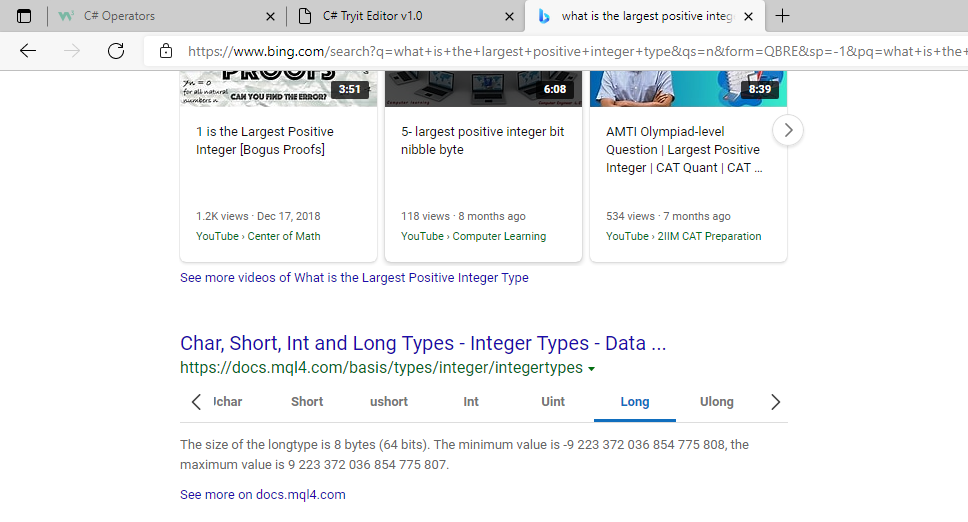 C# Operators
C# Tryit Editor v1.0
what is the largest positive integ
https://www.bing.com/search?q=what+is+the+largest+positive+integer+type&qs=n&form=QBRE&sp=-1&pq=what+is+the+
PROOFS
7n = 0
for all natural
numbers n
CAN YOU FIND THE ERROR?
3:51
Computer learning
6:08
8:39
1 is the Largest Positive
Integer [Bogus Proofs]
1.2K views · Dec 17, 2018
YouTube › Center of Math
5- largest positive integer bit
nibble byte
118 views · 8 months ago
YouTube › Computer Learning
AMTI Olympiad-level
Question | Largest Positive
Integer | CAT Quant | CAT ...
534 views · 7 months ago
YouTube › 2IIM CAT Preparation
See more videos of What is the Largest Positive Integer Type
Char, Short, Int and Long Types - Integer Types - Data ...
https://docs.mql4.com/basis/types/integer/integertypes
char Short ushort Int Uint Long Ulong
The size of the longtype is 8 bytes (64 bits). The minimum value is -9 223 372 036 854 775 808, the
maximum value is 9 223 372 036 854 775 807.
See more on docs.mql4.com